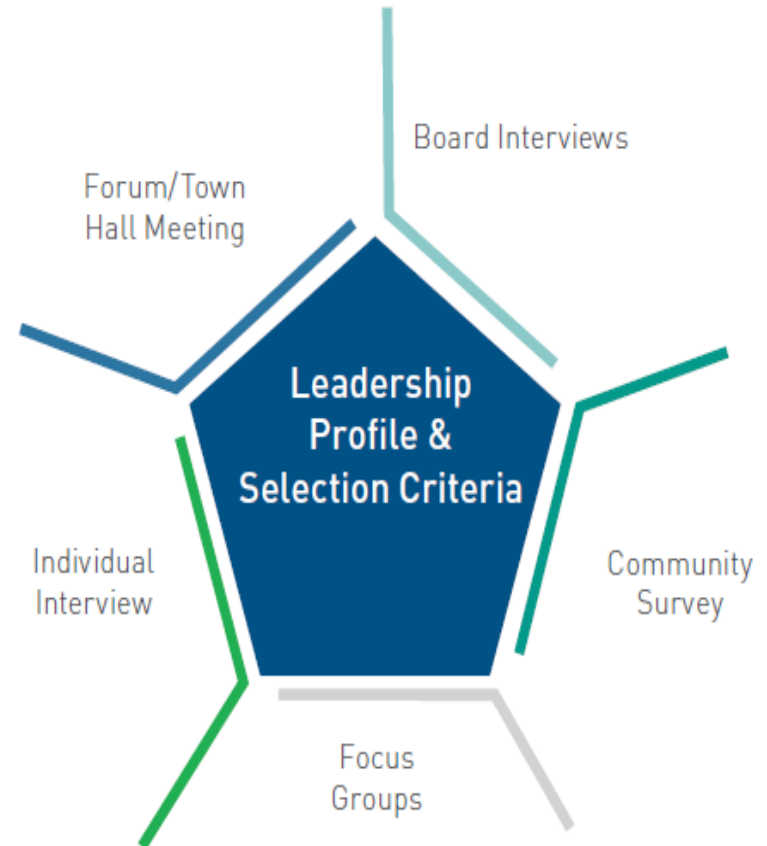 Board Interviews
Forum/Town
Hall Meeting
Leadership
Profile &
Selection Criteria
Individual
Interview
Community
Survey
Focus
Groups